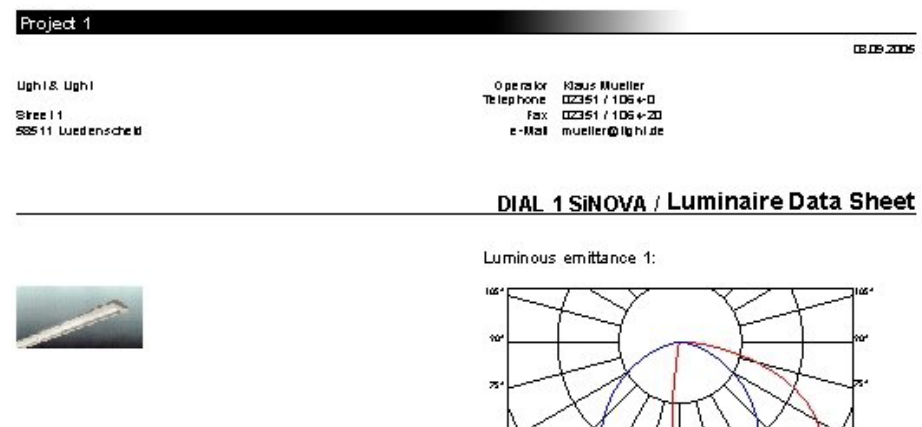 Project 1
08.09.2005
Light & Light
Operator Klaus Mueller
Telephone 02351 / 1064-0
Street 1
Fax 02351 / 1064-20
58511 Luedenscheid
e-Mail mueller@light.de
DIAL 1 SiNOVA / Luminaire Data Sheet
Luminous emittance 1:
105° 105°
90° 90°
75° 75°